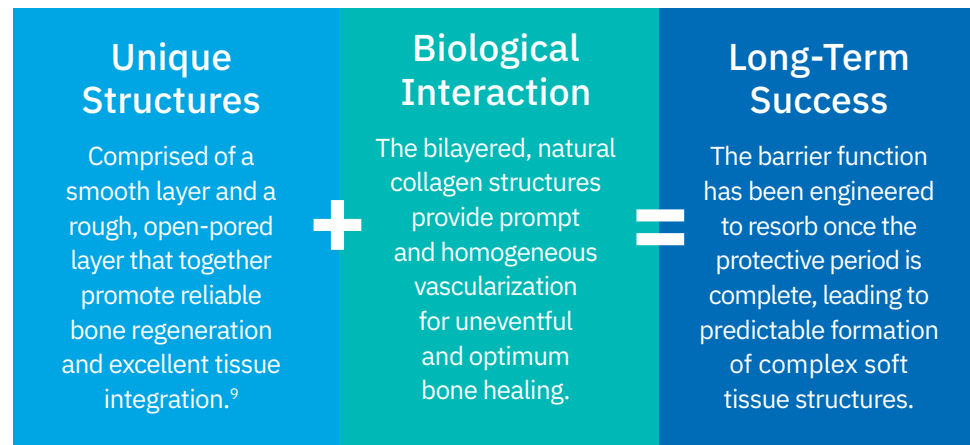 Unique
Structures
Comprised of a
smooth layer and a
rough, open-pored
layer that together
promote reliable
bone regeneration
and excellent tissue
integration.⁹
+
Biological
Interaction
The bilayered, natural
collagen structures
provide prompt
and homogeneous
vascularization
for uneventful
and optimum
bone healing.
=
Long-Term
Success
The barrier function
has been engineered
to resorb once the
protective period is
complete, leading to
predictable formation
of complex soft
tissue structures.